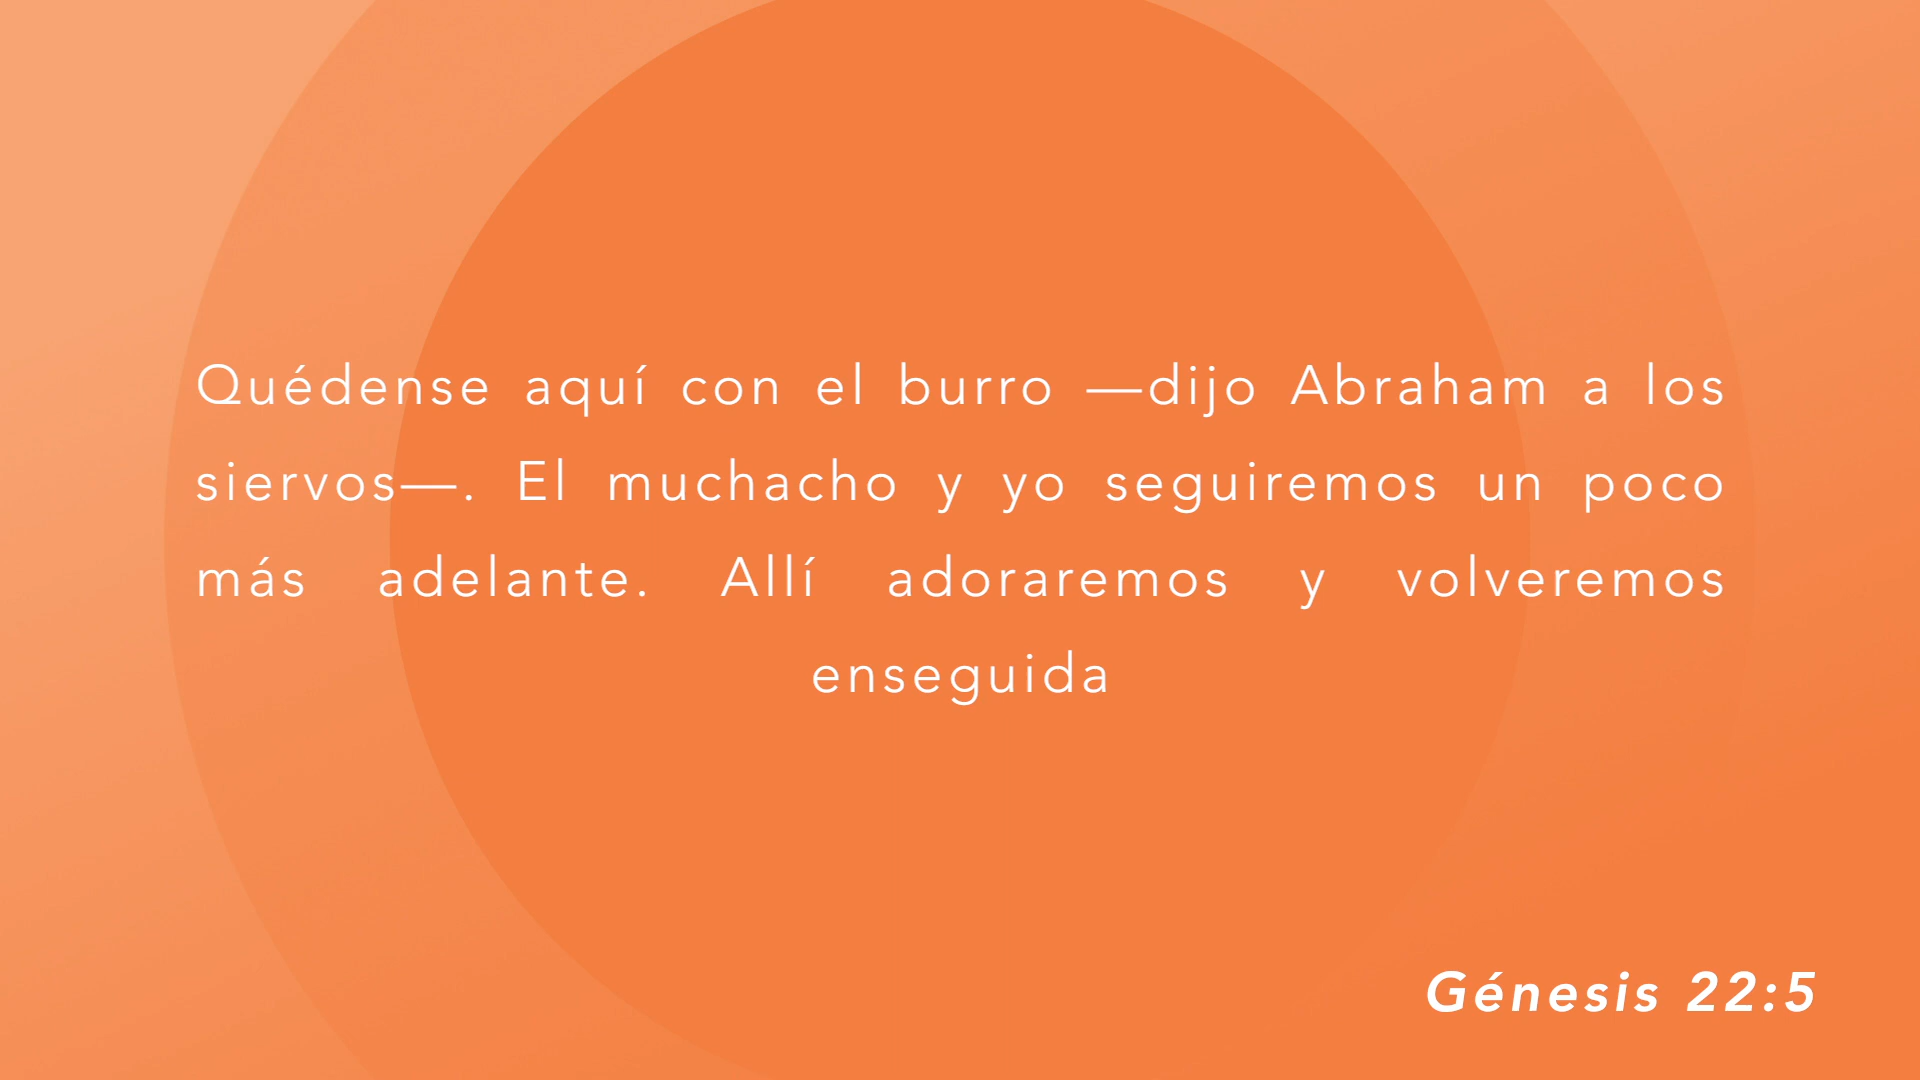 Quédense aquí con el burro —dijo Abraham a los
siervos—. El muchacho y yo seguiremos un poco
más adelante. Allí adoraremos y volveremos
enseguida
Génesis 22:5